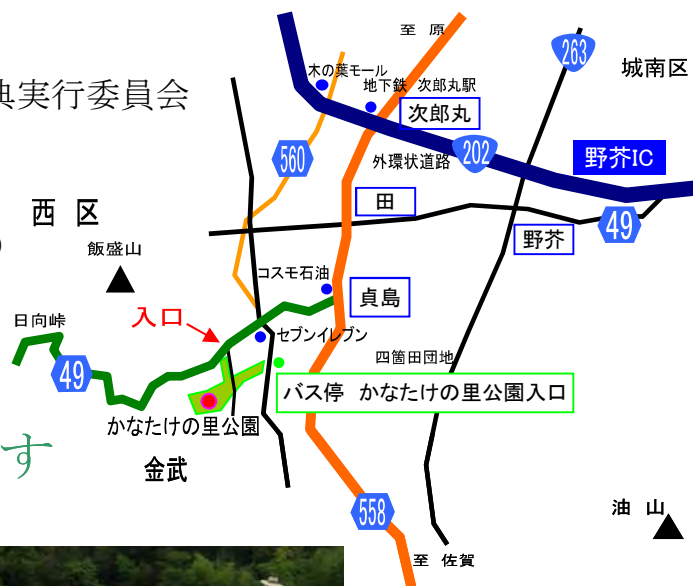 至 原
263
城南区
木の葉モール
地下鉄 次郎丸駅
典実行委員会
次郎丸
560
外環状道路
202
野芥IC
西 区
田
49
野芥
飯盛山
コスモ石油
貞島
入口
日向峠
セブンイレブン
四箇田団地
49
バス停 かなたけの里公園入口
かなたけの里公園
す
金武
558
油 山
至 佐賀